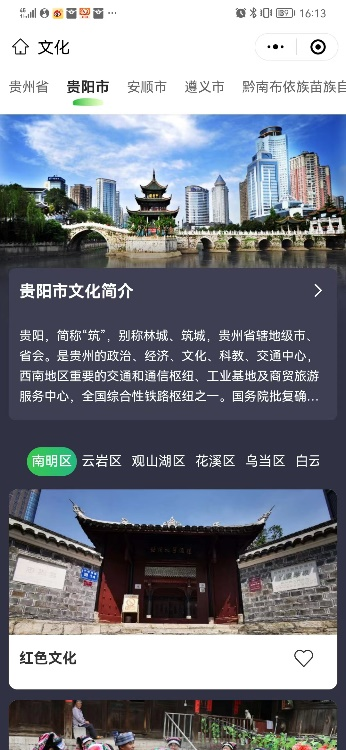 16:13
文化
贵州省 贵阳市 安顺市 遵义市 黔南布依族苗族自
贵阳市文化简介
贵阳，简称“筑”，别称林城、筑城，贵州省辖地级市、
省会。是贵州的政治、经济、文化、科教、交通中心，
西南地区重要的交通和通信枢纽、工业基地及商贸旅游
服务中心，全国综合性铁路枢纽之一。国务院批复确...
南明区 云岩区 观山湖区 花溪区 乌当区 白云
红色文化